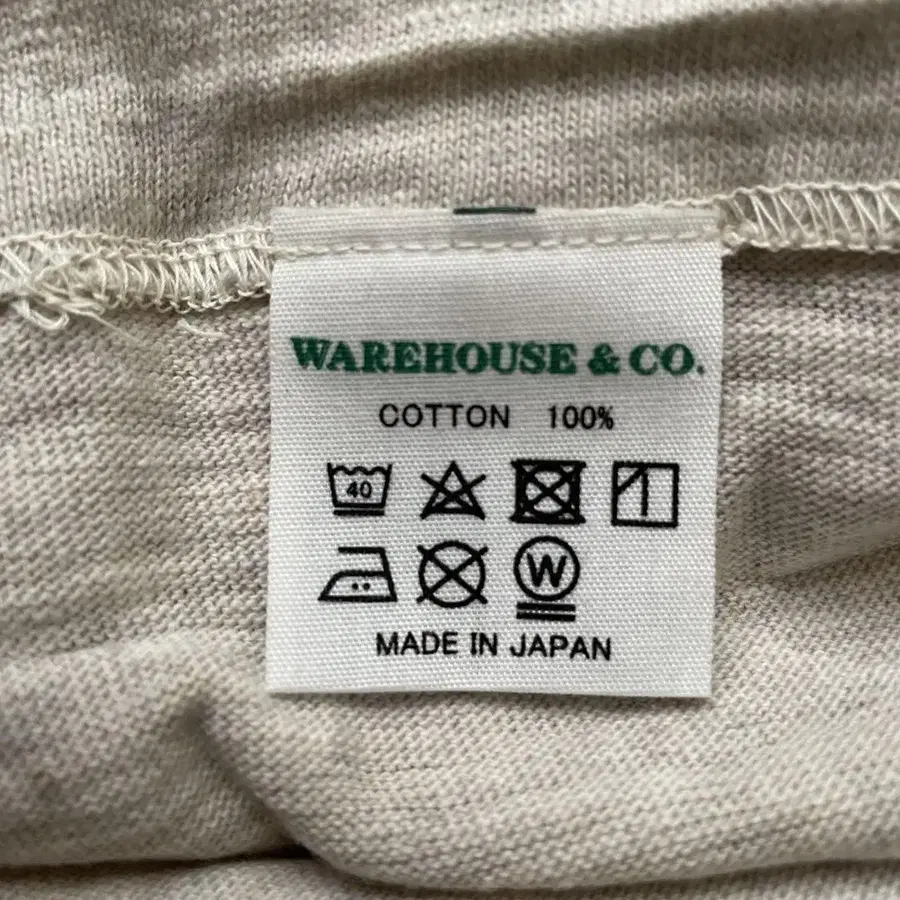 WAREHOUSE & CO.
COTTON 100%
40
W
MADE IN JAPAN